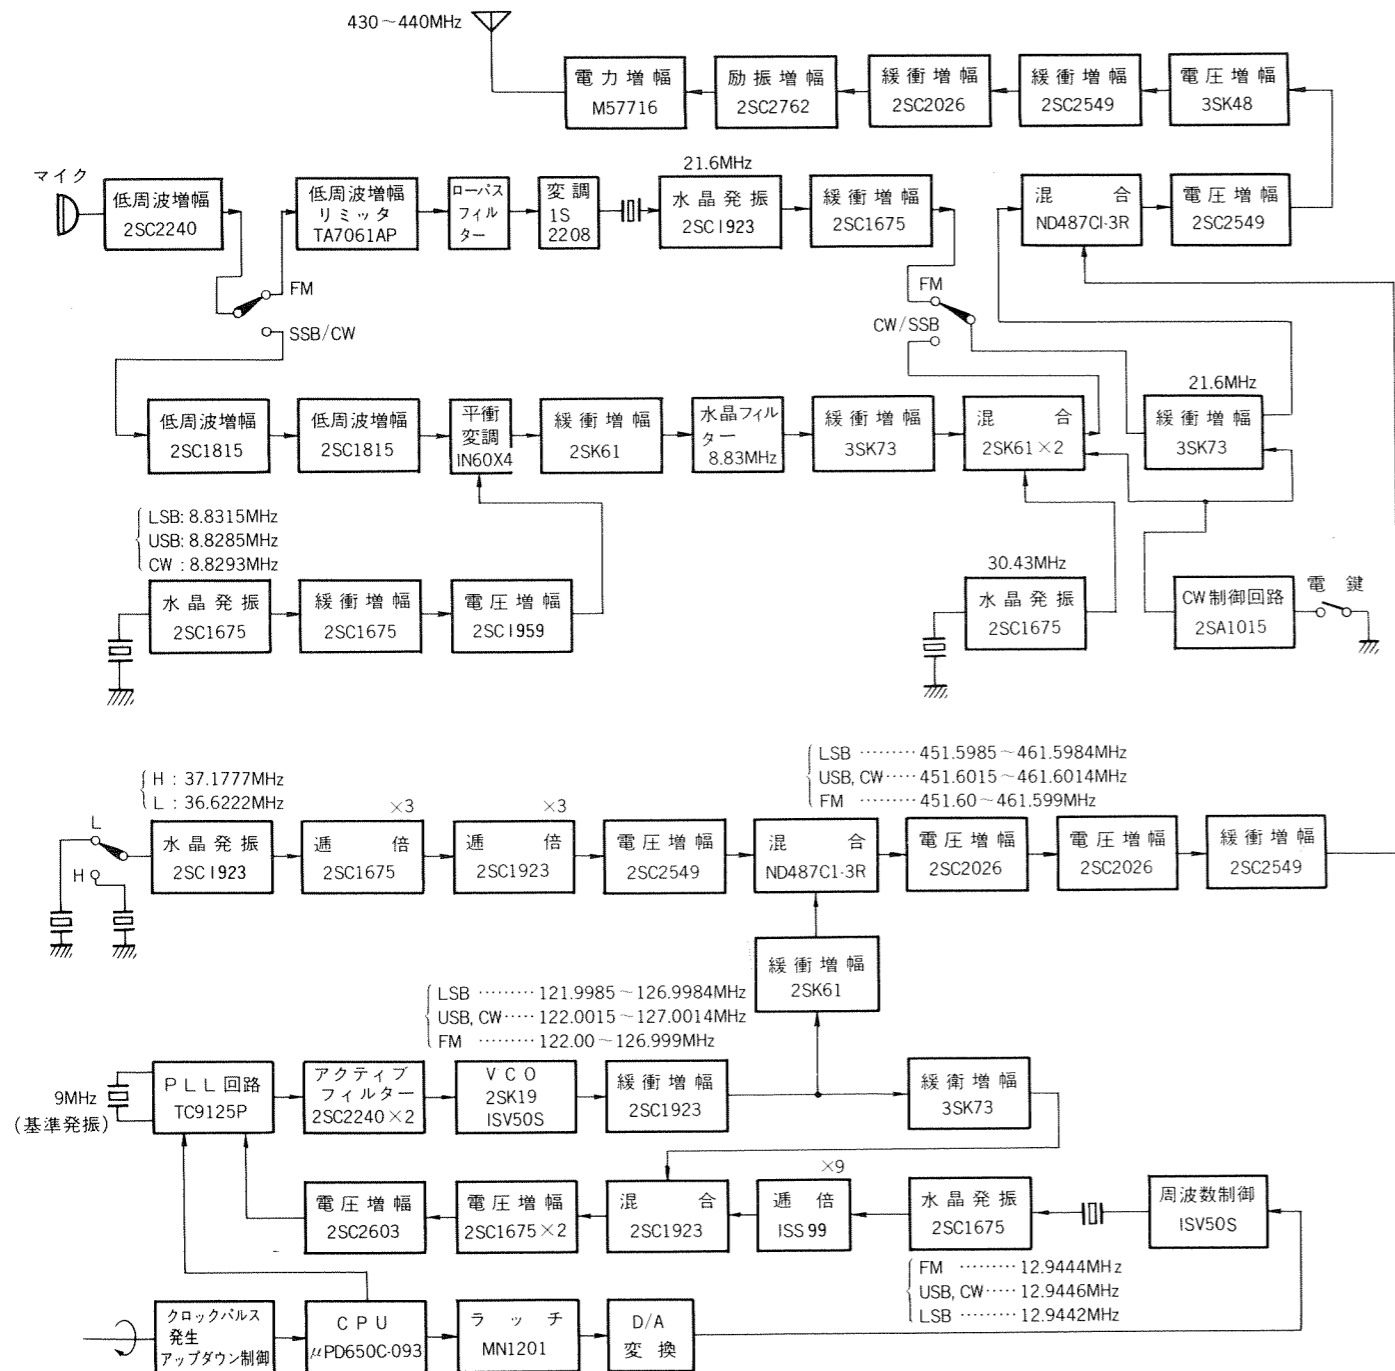 430～440MHz
電力増幅
M57716
励振増幅
2SC2762
緩衝増幅
2SC2026
緩衝増幅
2SC2549
電圧増幅
3SK48
マイク
低周波増幅
2SC2240
低周波増幅
リミッタ
TA7061AP
ローパス
フィル
ター
変調
1S
2208
21.6MHz
水晶発振
2SC1923
緩衝増幅
2SC1675
混合
ND487C1-3R
電圧増幅
2SC2549
FM
SSB/CW
FM
CW/SSB
低周波増幅
2SC1815
低周波増幅
2SC1815
平衝
変調
IN60X4
緩衝増幅
2SK61
水晶フィル
ター
8.83MHz
緩衝増幅
3SK73
混合
2SK61×2
21.6MHz
緩衝増幅
3SK73
LSB: 8.8315MHz
USB: 8.8285MHz
CW : 8.8293MHz
水晶発振
2SC1675
緩衝増幅
2SC1675
電圧増幅
2SC1959
30.43MHz
水晶発振
2SC1675
CW制御回路
2SA1015
電鍵
H : 37.1777MHz
L : 36.6222MHz
L
H
水晶発振
2SC1923
×3
逓倍
2SC1675
×3
逓倍
2SC1923
電圧増幅
2SC2549
LSB ········· 451.5985～461.5984MHz
USB, CW····· 451.6015～461.6014MHz
FM ········· 451.60～461.599MHz
混合
ND487C1-3R
電圧増幅
2SC2026
電圧増幅
2SC2026
緩衝増幅
2SC2549
緩衝増幅
2SK61
LSB ········· 121.9985～126.9984MHz
USB, CW····· 122.0015～127.0014MHz
FM ········· 122.00～126.999MHz
9MHz
(基準発振)
PLL回路
TC9125P
アクティブ
フィルター
2SC2240×2
VCO
2SK19
ISV50S
緩衝増幅
2SC1923
緩衝増幅
3SK73
電圧増幅
2SC2603
電圧増幅
2SC1675×2
混合
2SC1923
×9
逓倍
ISS99
水晶発振
2SC1675
周波数制御
ISV50S
FM ········· 12.9444MHz
USB, CW····· 12.9446MHz
LSB ········· 12.9442MHz
クロックパルス
発生
アップダウン制御
CPU
μPD650C-093
ラッチ
MN1201
D/A
変換